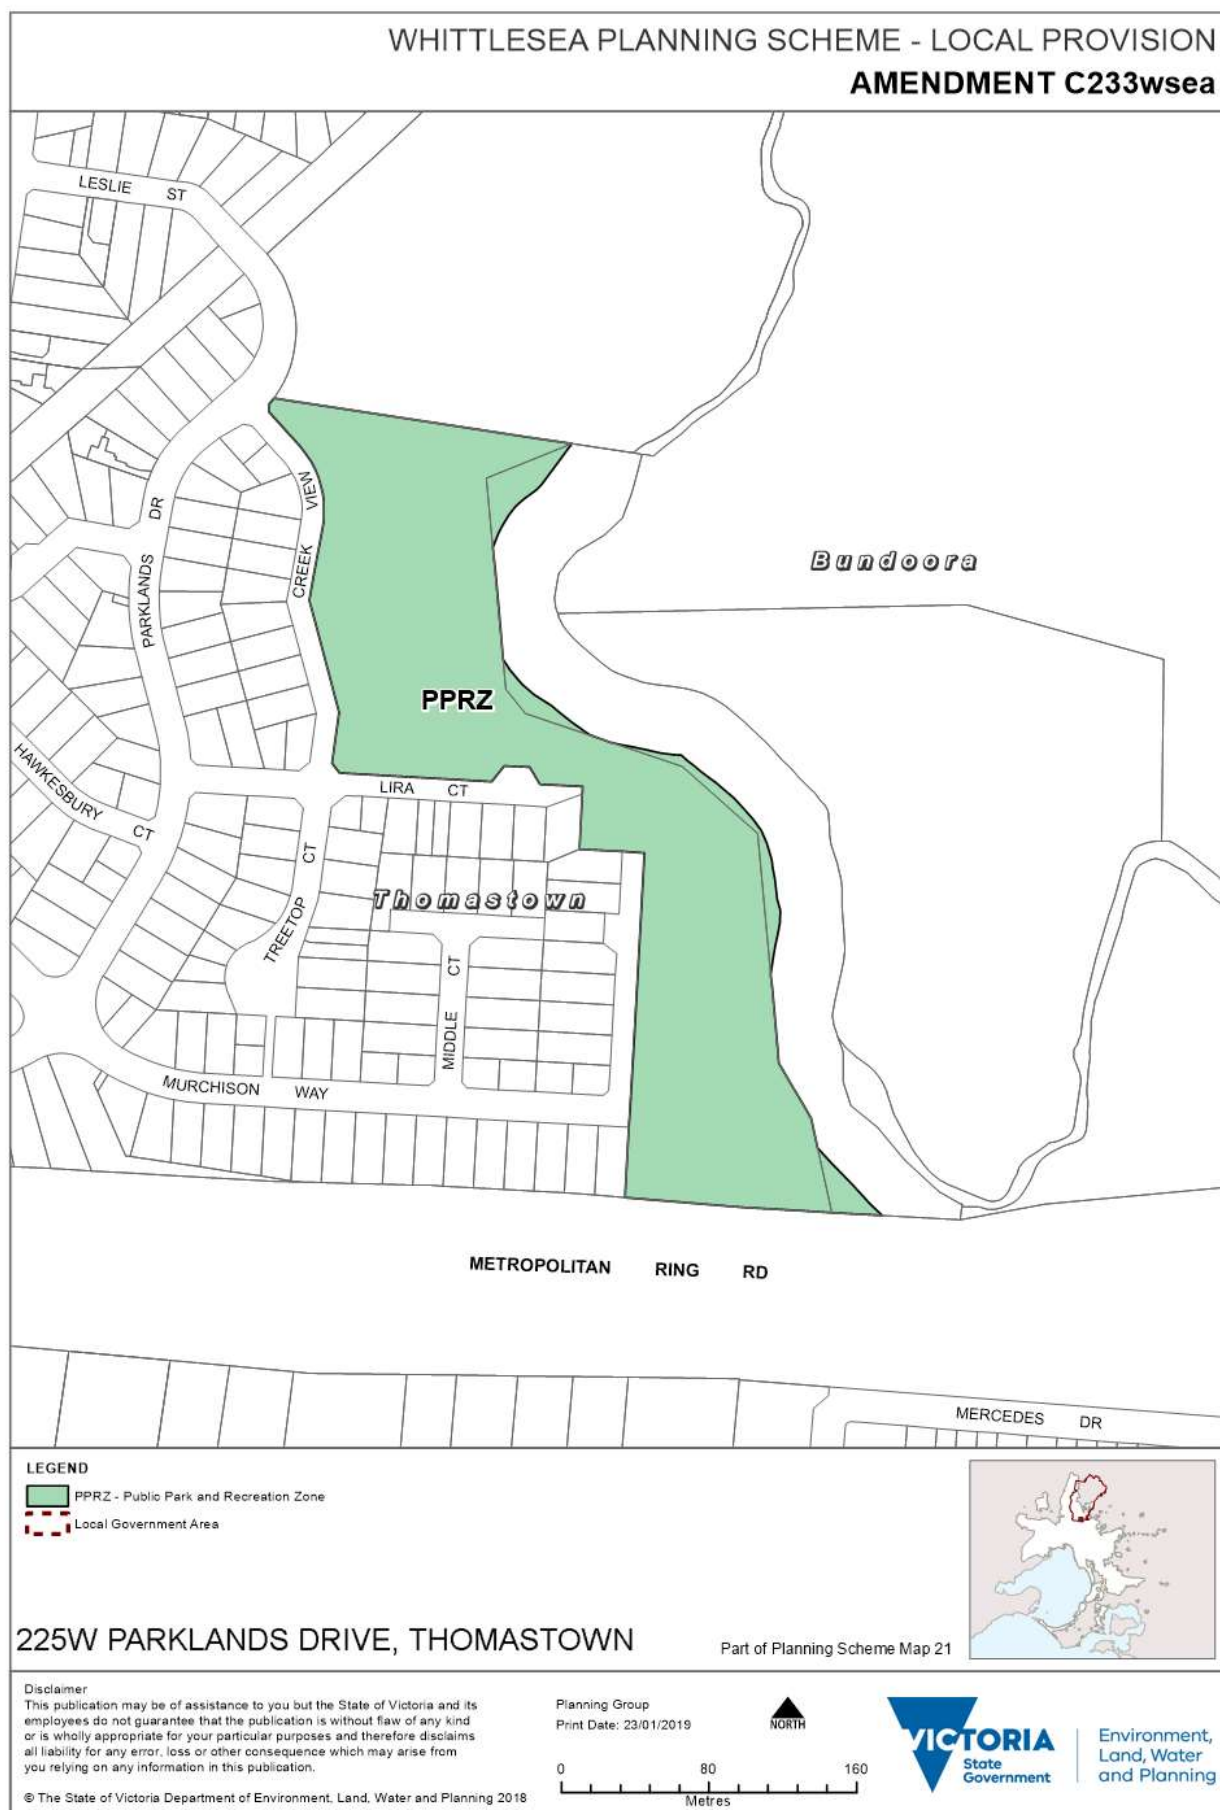 WHITTLESEA PLANNING SCHEME - LOCAL PROVISION
AMENDMENT C233wsea
LESLIE ST
VIEW
CREEK
DR
PARKLANDS
Bundoora
PPRZ
HAWKESBURY
CT
LIRA CT
CT
TREETOP
Thomastown
CT
MIDDLE
MURCHISON WAY
METROPOLITAN RING RD
MERCEDES DR
LEGEND
PPRZ - Public Park and Recreation Zone
Local Government Area
225W PARKLANDS DRIVE, THOMASTOWN
Part of Planning Scheme Map 21
Disclaimer
This publication may be of assistance to you but the State of Victoria and its
employees do not guarantee that the publication is without flaw of any kind
or is wholly appropriate for your particular purposes and therefore disclaims
all liability for any error, loss or other consequence which may arise from
you relying on any information in this publication.
© The State of Victoria Department of Environment, Land, Water and Planning 2018
Planning Group
Print Date: 23/01/2019
NORTH
0 80 160
Metres
VICTORIA
State
Government
Environment,
Land, Water
and Planning